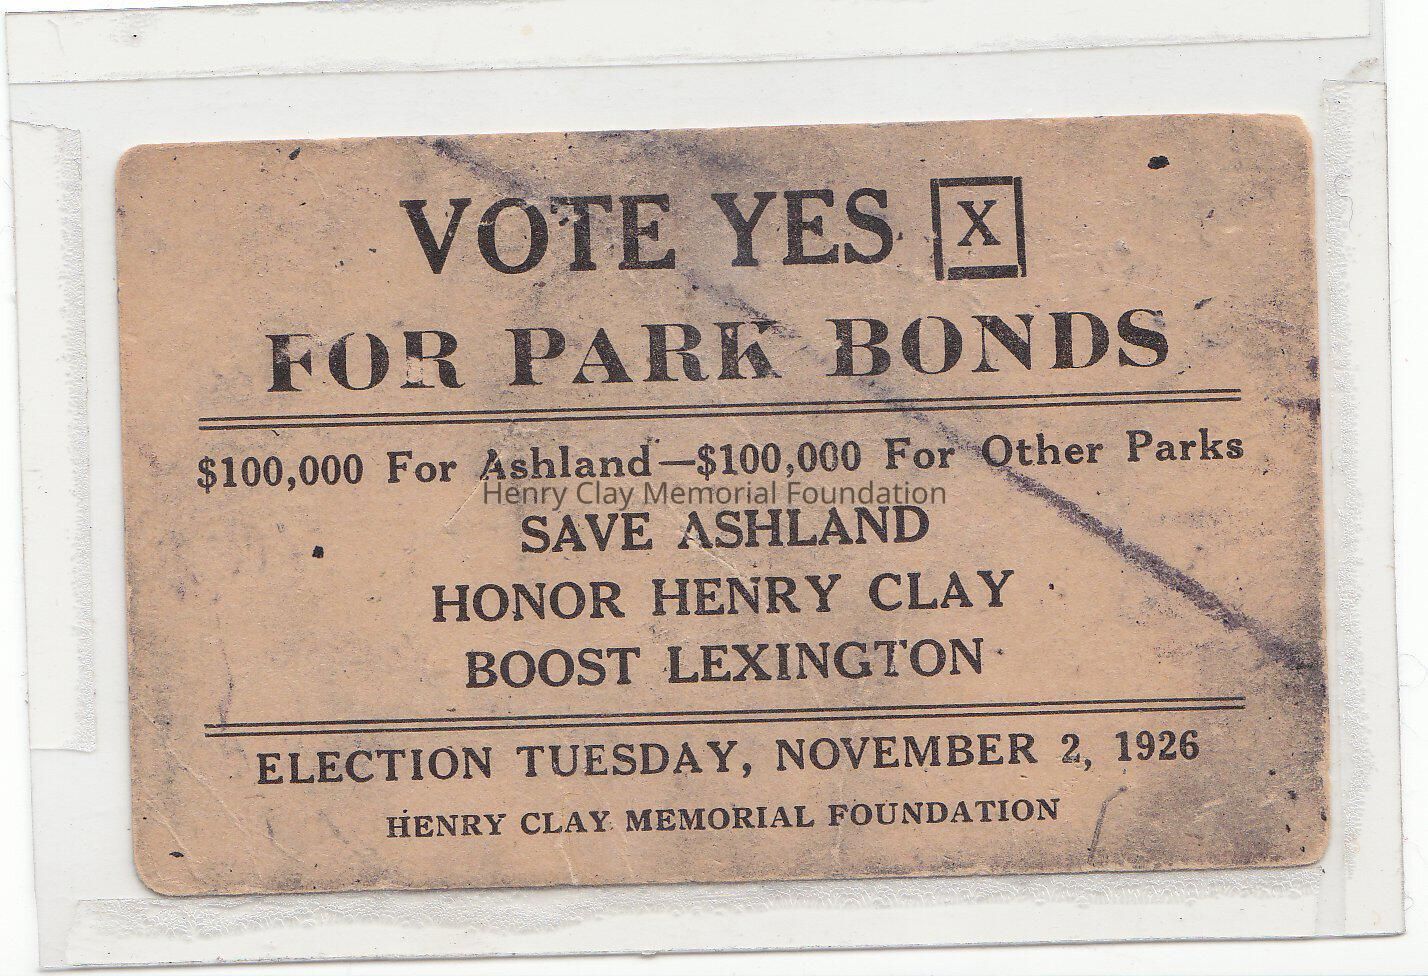 VOTE YES X
FOR PARK BONDS
$100,000 For Ashland—$100,000 For Other Parks
Henry Clay Memorial Foundation
SAVE ASHLAND
HONOR HENRY CLAY
BOOST LEXINGTON
ELECTION TUESDAY, NOVEMBER 2, 1926
HENRY CLAY MEMORIAL FOUNDATION